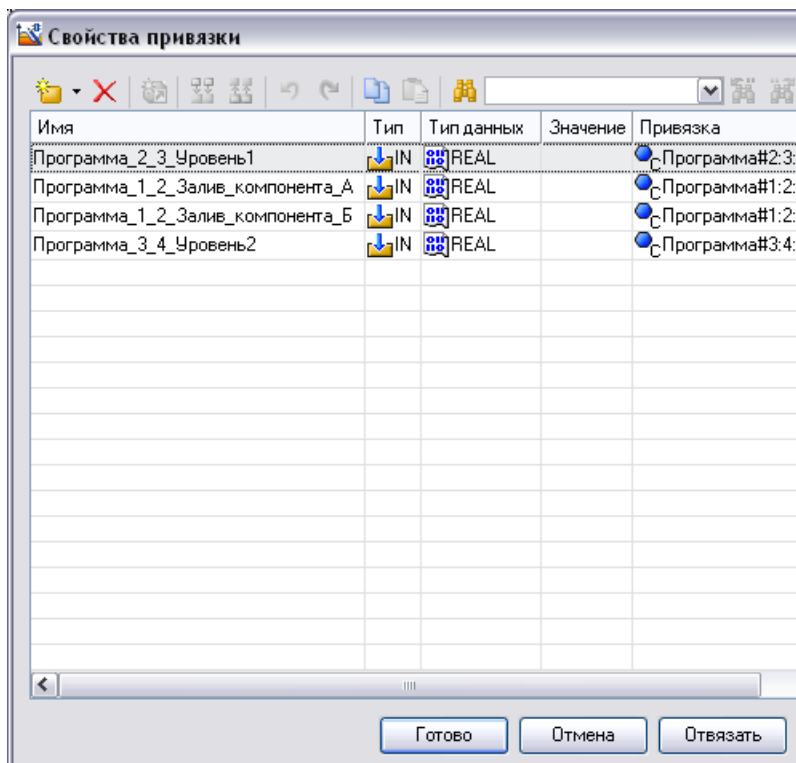 Свойства привязки
Имя Тип Тип данных Значение Привязка
Программа_2_3_Уровень1 IN REAL Программа#2:3:
Программа_1_2_Залив_компонента_А IN REAL Программа#1:2:
Программа_1_2_Залив_компонента_Б IN REAL Программа#1:2:
Программа_3_4_Уровень2 IN REAL Программа#3:4:
Готово Отмена Отвязать